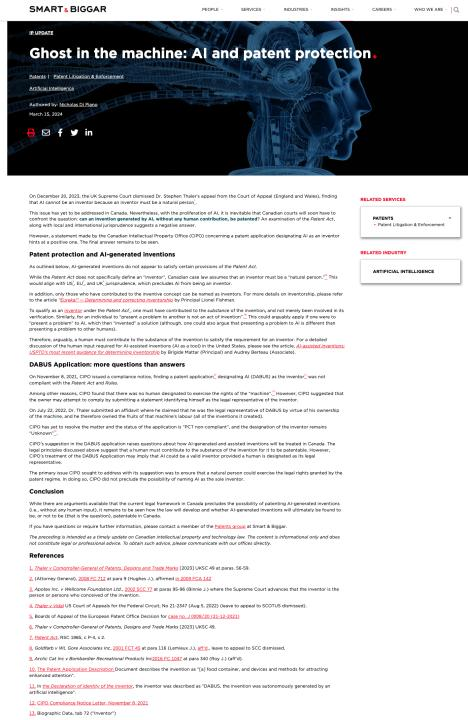 SMART & BIGGAR
PEOPLE
SERVICES
INDUSTRIES
INSIGHTS
CAREERS
WHO WE ARE
IP UPDATE
Ghost in the machine: AI and patent protection.
Patents | Patent Litigation & Enforcement
Artificial Intelligence
Authored by: Nicholas Di Piano
March 15, 2024
On December 20, 2023, the UK Supreme Court dismissed Dr. Stephen Thaler's appeal from the Court of Appeal (England and Wales), finding
that AI cannot be an inventor because an inventor must be a natural person.
This issue has yet to be addressed in Canada. Nevertheless, with the proliferation of AI, it is inevitable that Canadian courts will soon have to
confront the question: can an invention generated by AI, without any human contribution, be patented? An examination of the Patent Act,
along with local and international jurisprudence suggests a negative answer.
However, a statement made by the Canadian Intellectual Property Office (CIPO) concerning a patent application designating AI as an inventor
hints at a positive one. The final answer remains to be seen.
Patent protection and AI-generated inventions
As outlined below, AI-generated inventions do not appear to satisfy certain provisions of the Patent Act.
While the Patent Act does not specifically define an "inventor", Canadian case law assumes that an inventor must be a "natural person." This
would align with US, EU, and UK jurisprudence, which precludes AI from being an inventor.
In addition, only those who have contributed to the inventive concept can be named as inventors. For more details on inventorship, please refer
to the article "Eureka!" — Determining and correcting inventorship by Principal Lionel Fishman.
To qualify as an inventor under the Patent Act, one must have contributed to the substance of the invention, and not merely been involved in its
verification. Similarly, for an individual to "present a problem to another is not an act of invention". This could arguably apply if one were to
"present a problem" to AI, which then "invented" a solution (although, one could also argue that presenting a problem to AI is different than
presenting a problem to other humans).
Therefore, arguably, a human must contribute to the substance of the invention to satisfy the requirement for an inventor. For a detailed
discussion of the human input required for AI-assisted inventions (AI as a tool) in the United States, please see the article, AI-assisted inventions:
USPTO's most recent guidance for determining inventorship by Brigide Mattar (Principal) and Audrey Berteau (Associate).
DABUS Application: more questions than answers
On November 8, 2021, CIPO issued a compliance notice, finding a patent application designating AI (DABUS) as the inventor was not
compliant with the Patent Act and Rules.
Among other reasons, CIPO found that there was no human designated to exercise the rights of the "machine". However, CIPO suggested that
the owner may attempt to comply by submitting a statement identifying himself as the legal representative of the inventor.
On July 22, 2022, Dr. Thaler submitted an affidavit where he claimed that he was the legal representative of DABUS by virtue of his ownership
of the machine, and he therefore owned the fruits of that machine's labour (all of the inventions it created).
CIPO has yet to resolve the matter and the status of the application is "PCT non-compliant", and the designation of the inventor remains
"Unknown".
CIPO's suggestion in the DABUS application raises questions about how AI-generated and assisted inventions will be treated in Canada. The
legal principles discussed above suggest that a human must contribute to the substance of the invention for it to be patentable. However,
CIPO's treatment of the DABUS Application may imply that AI could be a valid inventor provided a human is designated as its legal
representative.
The primary issue CIPO sought to address with its suggestion was to ensure that a natural person could exercise the legal rights granted by the
patent regime. In doing so, CIPO did not preclude the possibility of naming AI as the sole inventor.
Conclusion
While there are arguments available that the current legal framework in Canada precludes the possibility of patenting AI-generated inventions
(i.e., without any human input), it remains to be seen how the law will develop and whether AI-generated inventions will ultimately be found to
be, or not to be (that is the question), patentable in Canada.
If you have questions or require further information, please contact a member of the Patents group at Smart & Biggar.
The preceding is intended as a timely update on Canadian intellectual property and technology law. The content is informational only and does
not constitute legal or professional advice. To obtain such advice, please communicate with our offices directly.
References
1. Thaler v Comptroller-General of Patents, Designs and Trade Marks [2023] UKSC 49 at paras. 56-59.
2. (Attorney General), 2008 FC 712 at para 9 (Hughes J.); affirmed in 2009 FCA 142
3. Apotex Inc. v Wellcome Foundation Ltd., 2002 SCC 77 at paras 95-96 (Binnie J.) where the Supreme Court advances that the inventor is the
person or persons who conceived of the invention.
4. Thaler v Vidal US Court of Appeals for the Federal Circuit, No 21-2347 (Aug 5, 2022) (leave to appeal to SCOTUS dismissed).
5. Boards of Appeal of the European Patent Office Decision for case no. J 0008/20 (21-12-2021)
6. Thaler v Comptroller-General of Patents, Designs and Trade Marks [2023] UKSC 49.
7. Patent Act, RSC 1985, c P-4, s 2.
8. Goldfarb v WL Gore Associates Inc. 2001 FCT 45 at para 116 (Lemieux J.), aff'd., leave to appeal to SCC dismissed.
9. Arctic Cat Inc v Bombardier Recreational Products Inc 2016 FC 1047 at para 340 (Roy J.) (aff'd).
10. The Patent Application Description Document describes the invention as "[a] food container, and devices and methods for attracting
enhanced attention".
11. In the Declaration of Identity of the Inventor, the inventor was described as "DABUS, the invention was autonomously generated by an
artificial intelligence".
12. CIPO Compliance Notice, November 8, 2021
13. Biographic Data, tab 72 ("Inventor")
RELATED SERVICES
PATENTS
Patent Litigation & Enforcement
RELATED INDUSTRY
ARTIFICIAL INTELLIGENCE